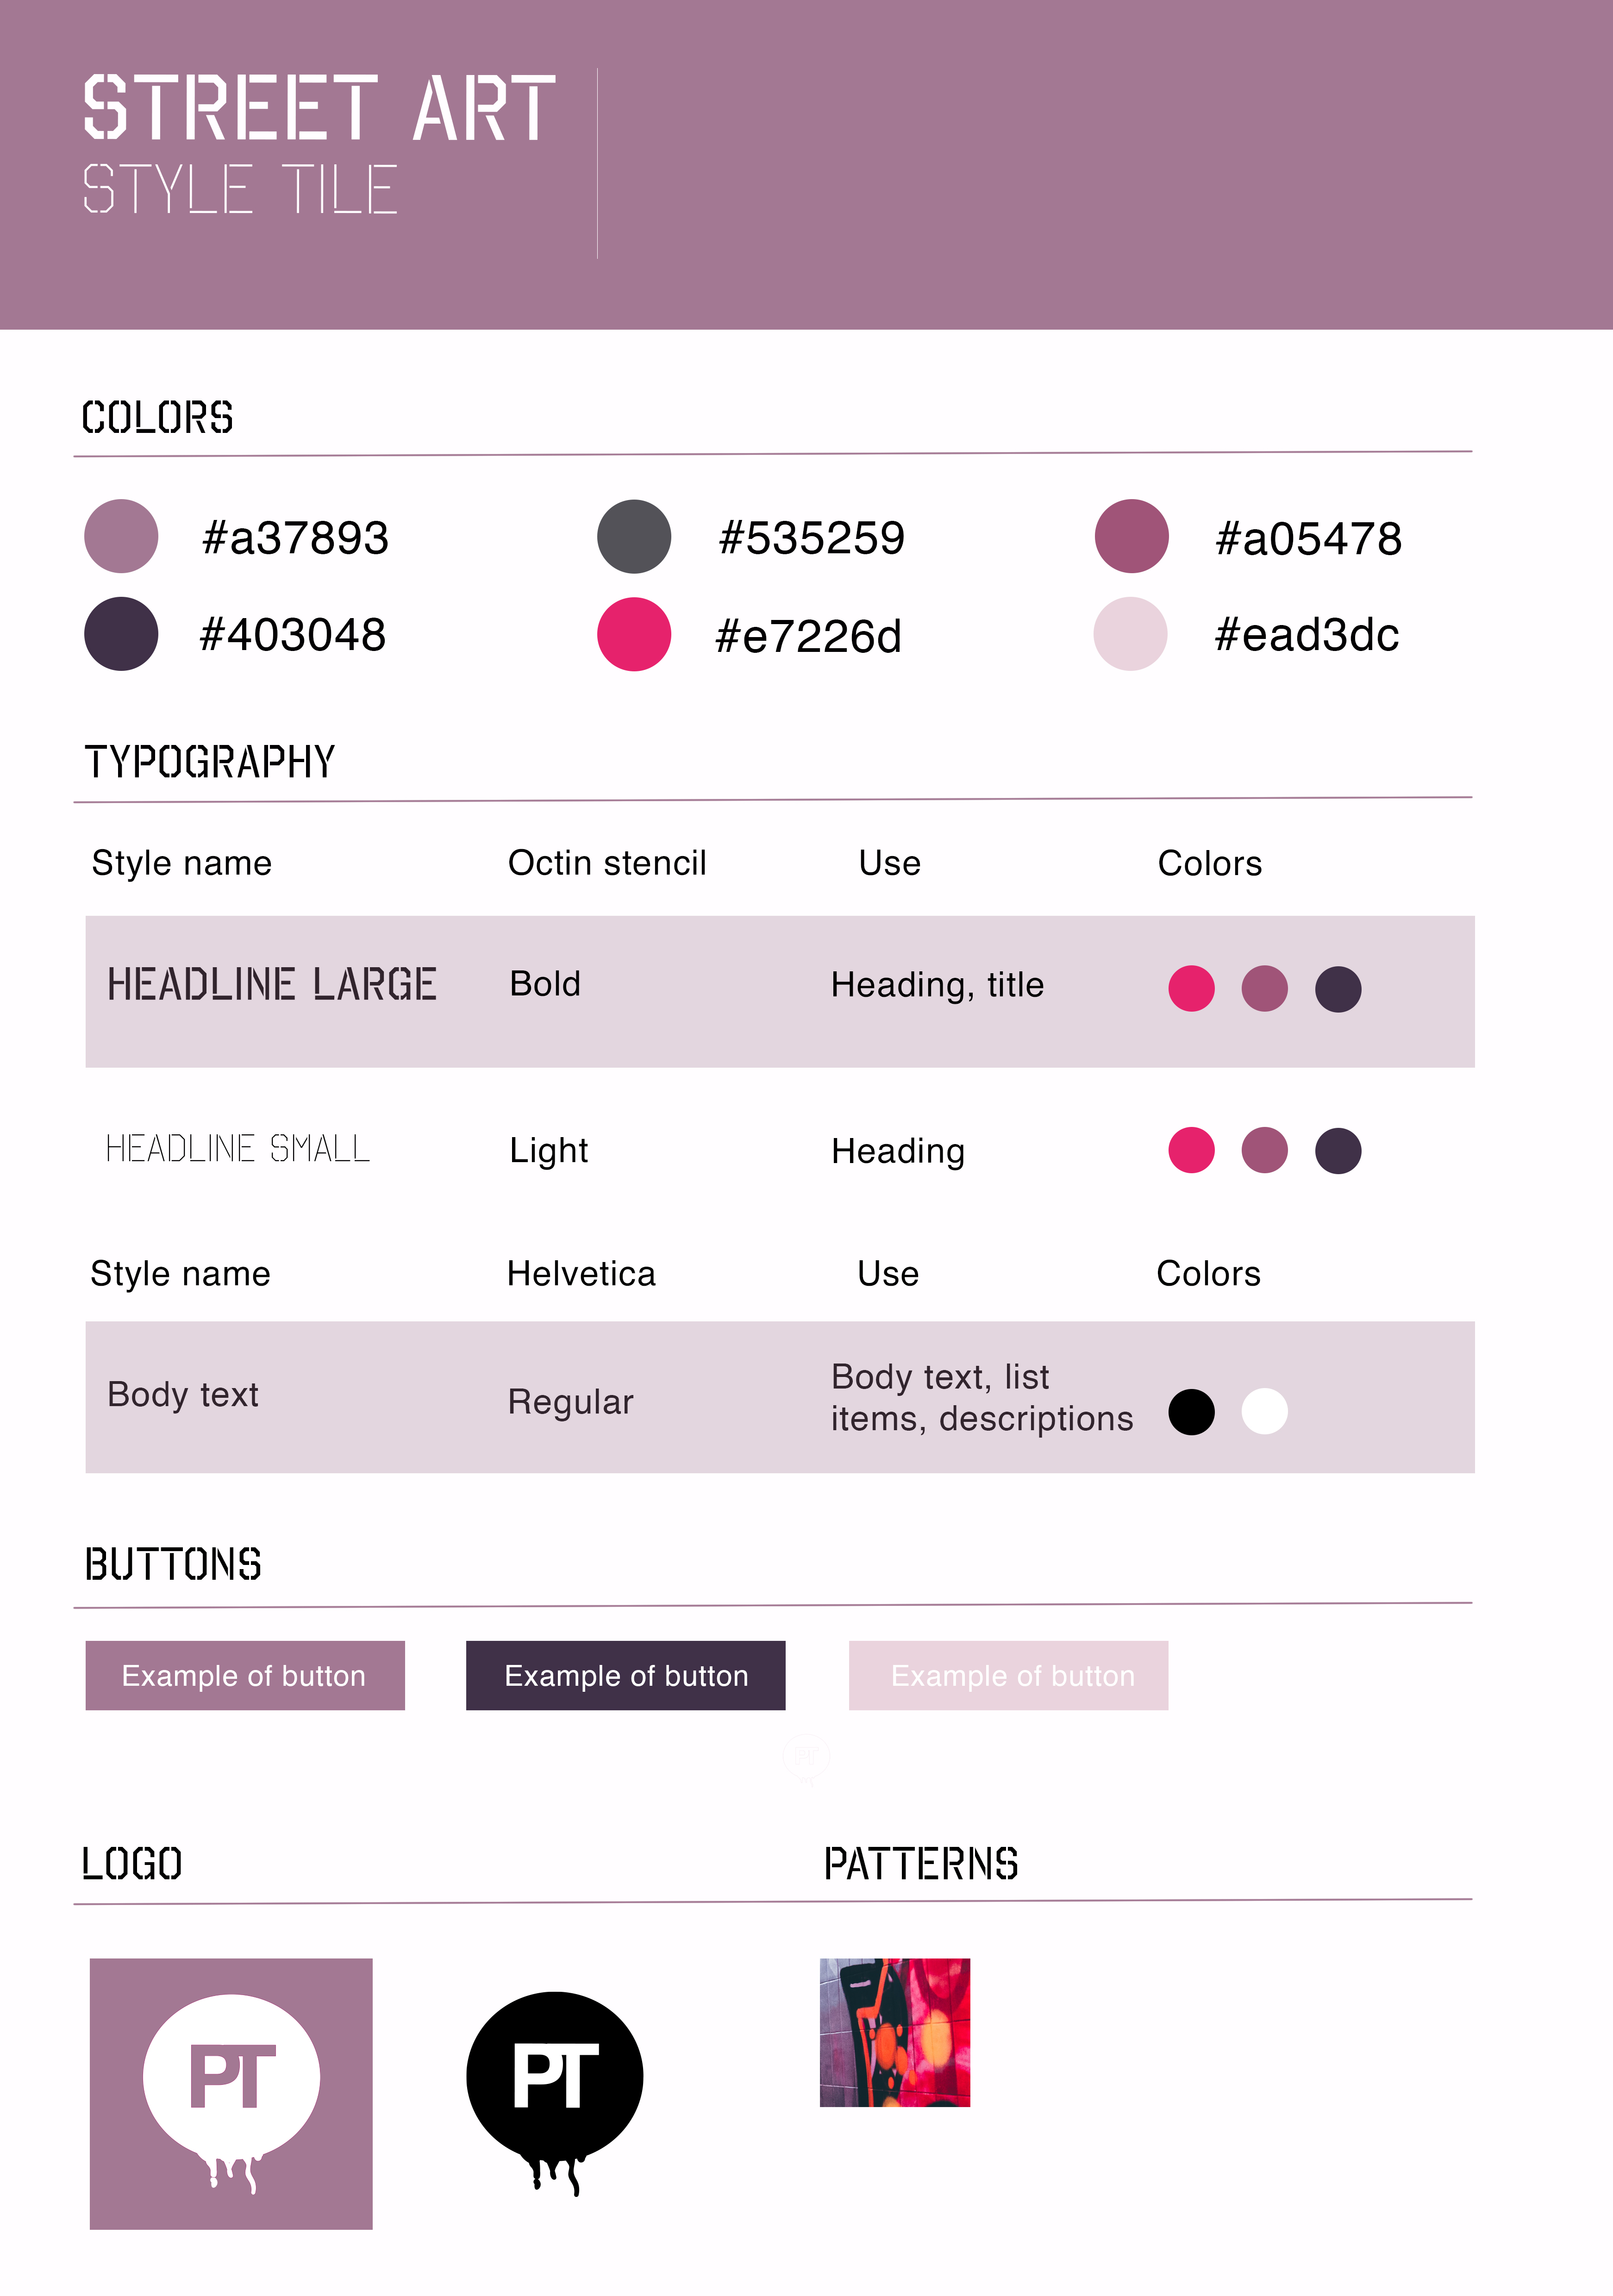 STREET ART
STYLE TILE
COLORS
#a37893 #535259 #a05478
#403048 #e7226d #ead3dc
TYPOGRAPHY
Style name Octin stencil Use Colors
HEADLINE LARGE Bold Heading, title
HEADLINE SMALL Light Heading
Style name Helvetica Use Colors
Body text Regular Body text, list
items, descriptions
BUTTONS
Example of button Example of button Example of button
PT
LOGO PATTERNS
PT PT